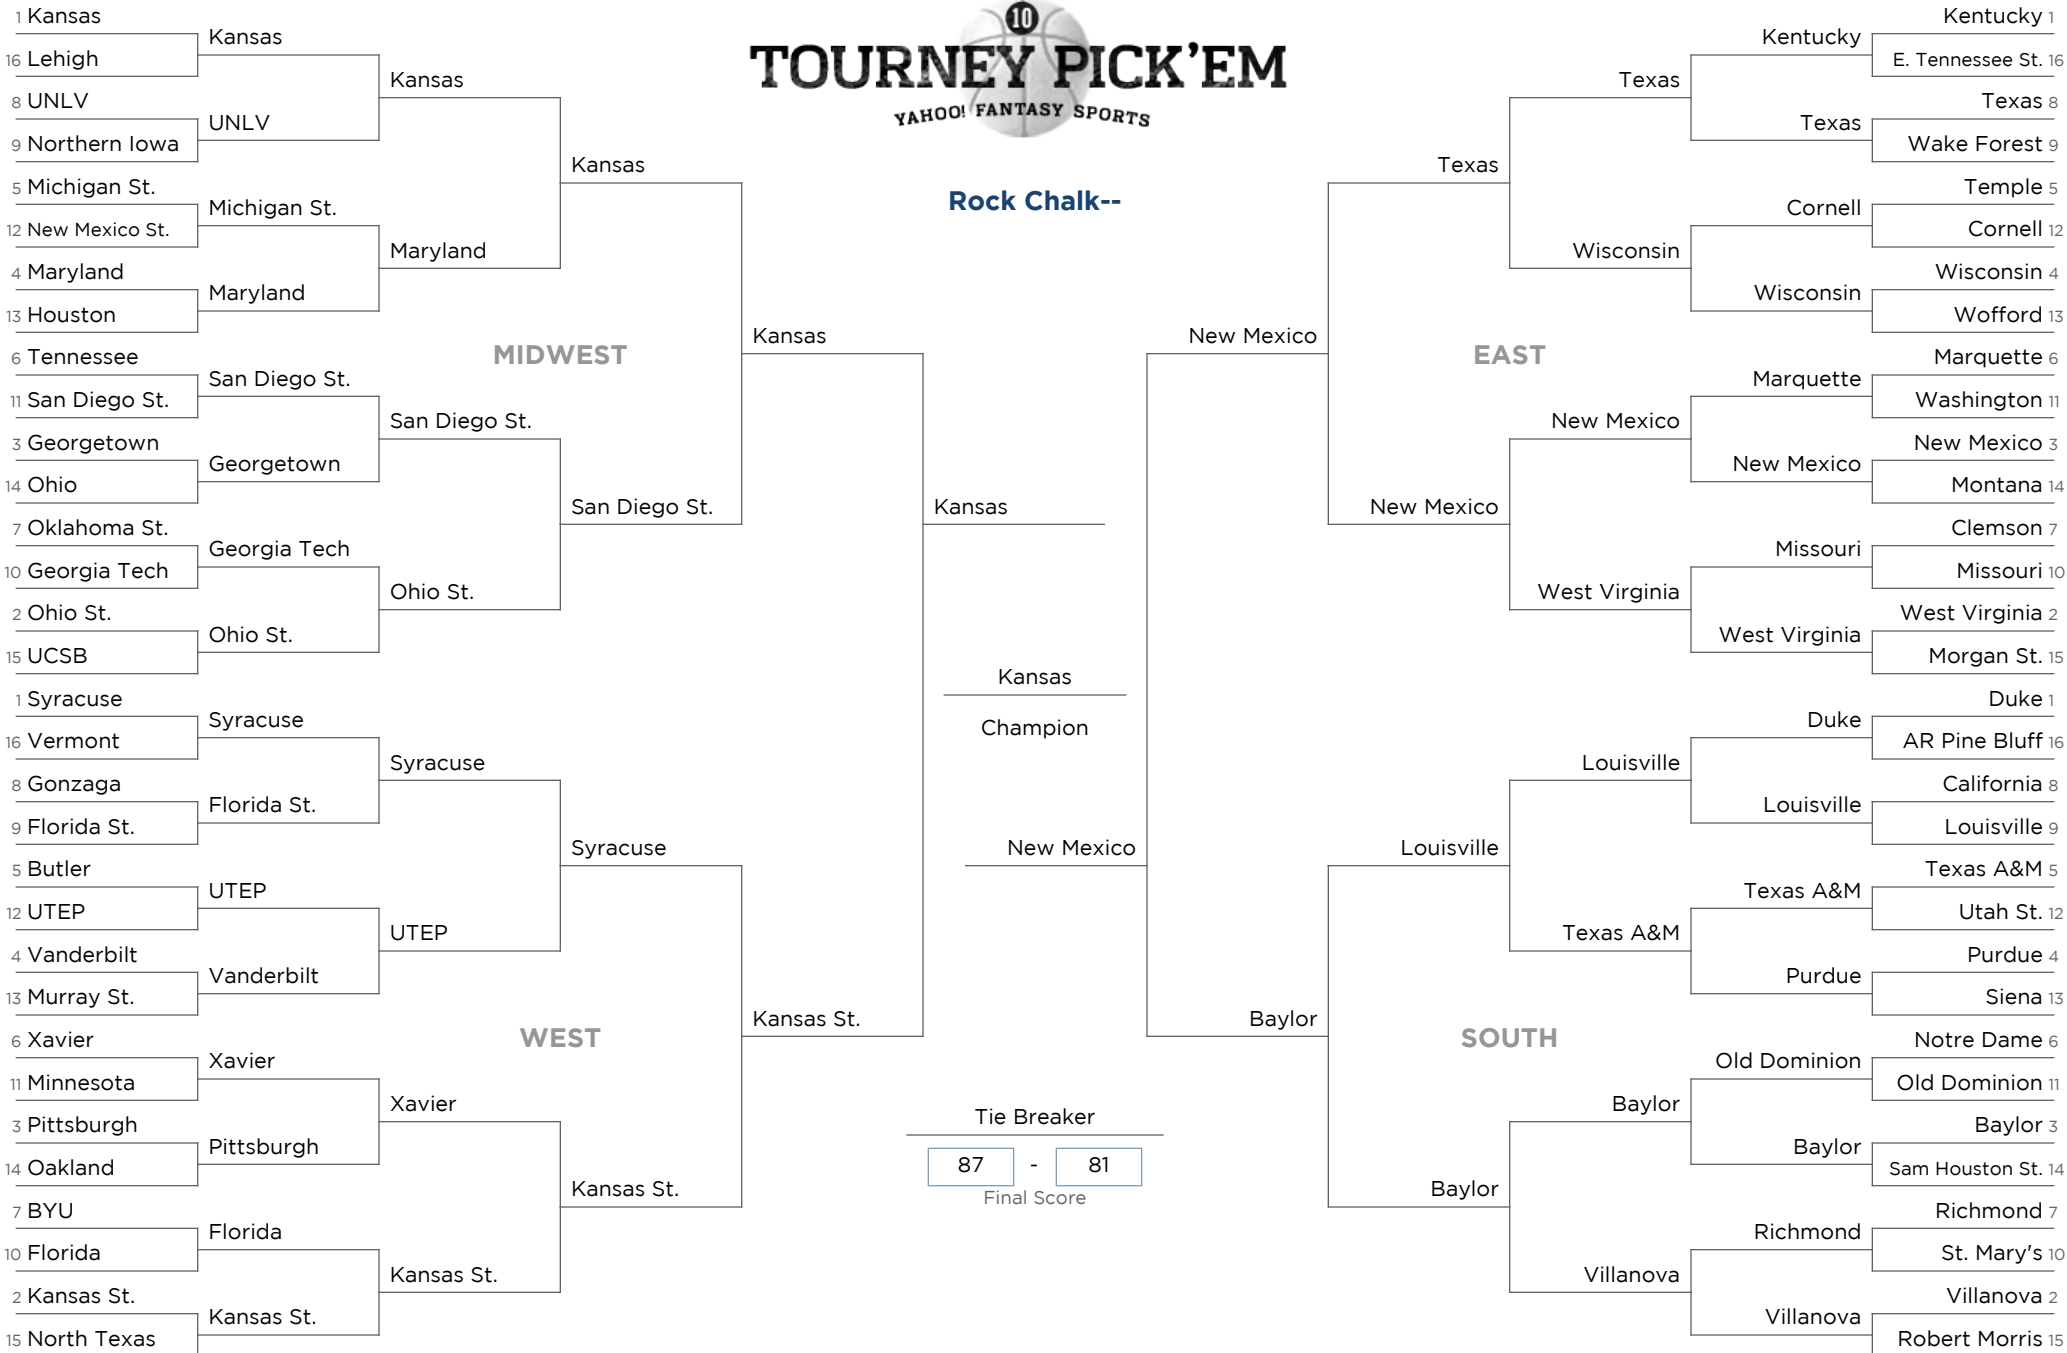 10
TOURNEY PICK'EM
YAHOO! FANTASY SPORTS
Rock Chalk--
1 Kansas
16 Lehigh
8 UNLV
9 Northern Iowa
5 Michigan St.
12 New Mexico St.
4 Maryland
13 Houston
6 Tennessee
11 San Diego St.
3 Georgetown
14 Ohio
7 Oklahoma St.
10 Georgia Tech
2 Ohio St.
15 UCSB
Kansas
UNLV
Michigan St.
Maryland
San Diego St.
Georgetown
Georgia Tech
Ohio St.
Kansas
Maryland
San Diego St.
Ohio St.
Kansas
San Diego St.
MIDWEST
Kansas
1 Syracuse
16 Vermont
8 Gonzaga
9 Florida St.
5 Butler
12 UTEP
4 Vanderbilt
13 Murray St.
6 Xavier
11 Minnesota
3 Pittsburgh
14 Oakland
7 BYU
10 Florida
2 Kansas St.
15 North Texas
Syracuse
Florida St.
UTEP
Vanderbilt
Xavier
Pittsburgh
Florida
Kansas St.
Syracuse
UTEP
Xavier
Kansas St.
Syracuse
Kansas St.
WEST
Kansas St.
Kansas
Kansas
Champion
New Mexico
Tie Breaker
87 - 81
Final Score
Kentucky 1
E. Tennessee St. 16
Texas 8
Wake Forest 9
Temple 5
Cornell 12
Wisconsin 4
Wofford 13
Marquette 6
Washington 11
New Mexico 3
Montana 14
Clemson 7
Missouri 10
West Virginia 2
Morgan St. 15
Kentucky
Texas
Cornell
Wisconsin
Marquette
New Mexico
Missouri
West Virginia
Texas
Wisconsin
New Mexico
West Virginia
Texas
New Mexico
EAST
New Mexico
Duke 1
AR Pine Bluff 16
California 8
Louisville 9
Texas A&M 5
Utah St. 12
Purdue 4
Siena 13
Notre Dame 6
Old Dominion 11
Baylor 3
Sam Houston St. 14
Richmond 7
St. Mary's 10
Villanova 2
Robert Morris 15
Duke
Louisville
Texas A&M
Purdue
Old Dominion
Baylor
Richmond
Villanova
Louisville
Texas A&M
Baylor
Villanova
Louisville
Baylor
SOUTH
Baylor